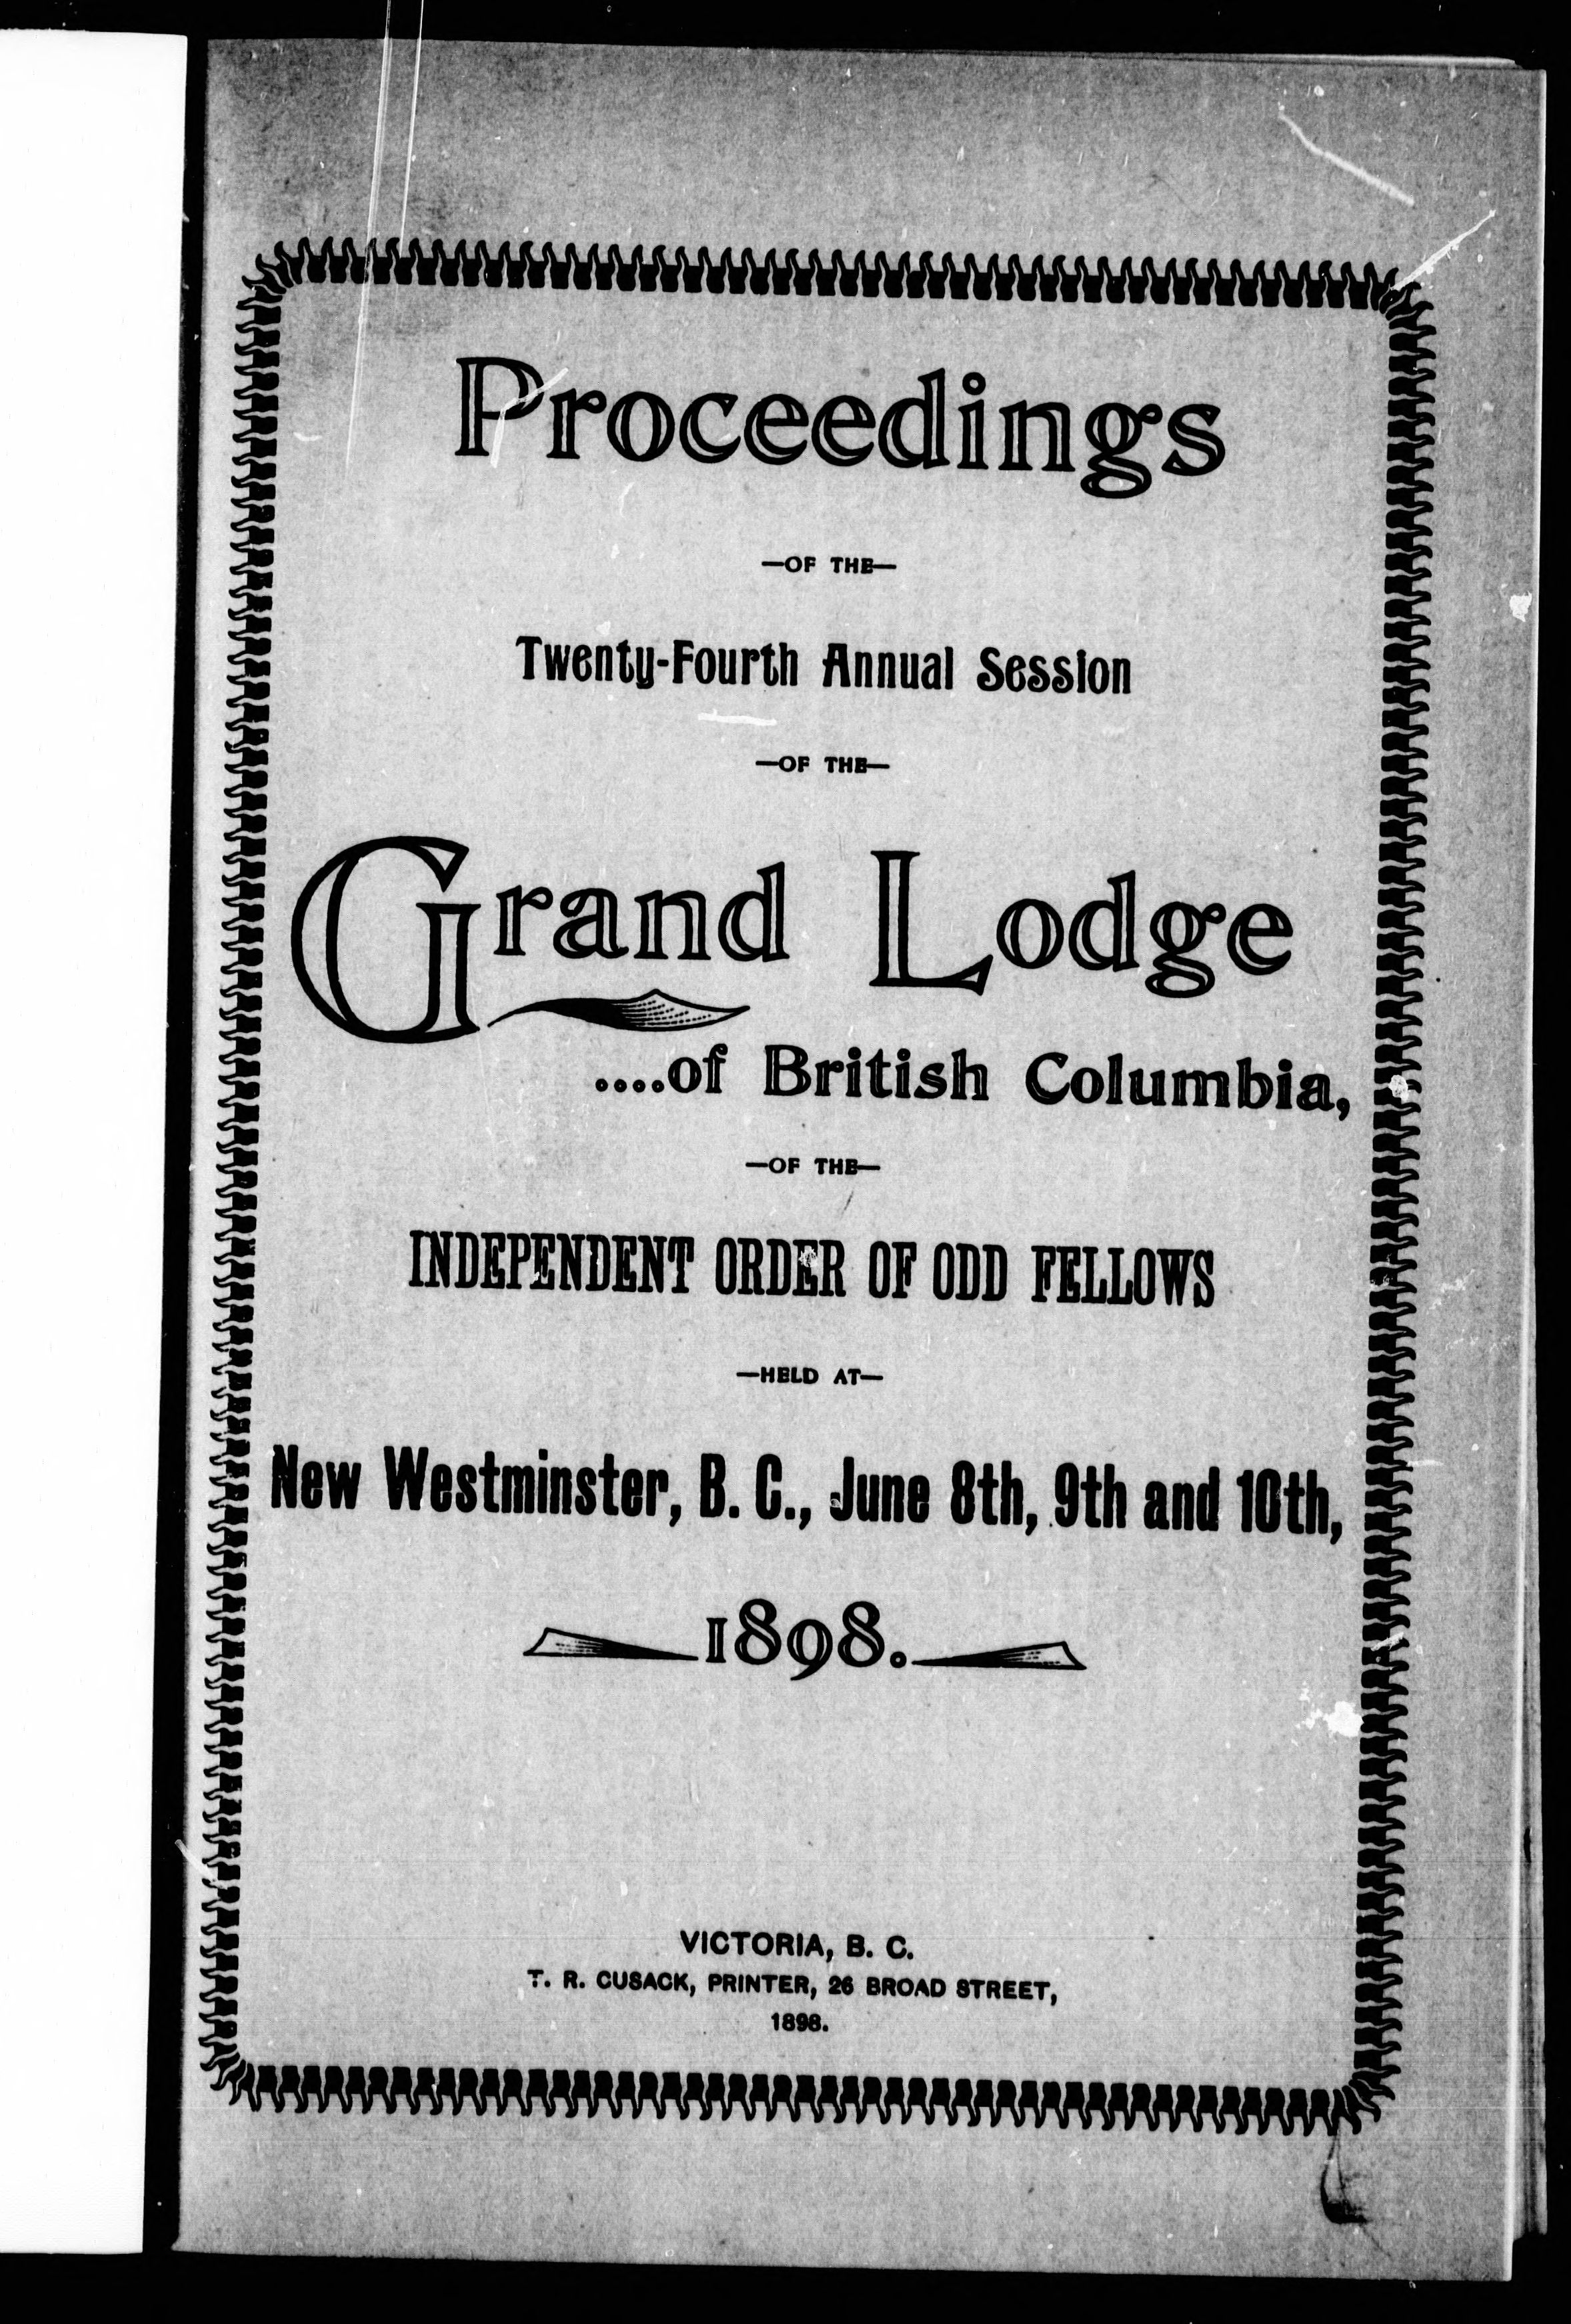 Proceedings
—OF THE—
Twenty-Fourth Annual Session
—OF THE—
Grand Lodge
....of British Columbia,
—OF THE—
INDEPENDENT ORDER OF ODD FELLOWS
—HELD AT—
New Westminster, B. C., June 8th, 9th and 10th,
1898.
VICTORIA, B. C.
T. R. CUSACK, PRINTER, 26 BROAD STREET,
1898.